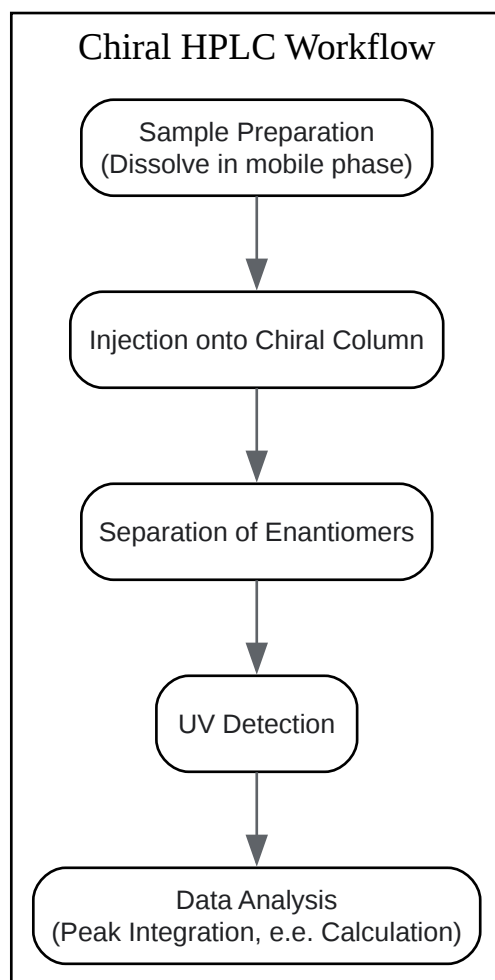 Chiral HPLC Workflow
Sample Preparation
(Dissolve in mobile phase)
Injection onto Chiral Column
Separation of Enantiomers
UV Detection
Data Analysis
(Peak Integration, e.e. Calculation)